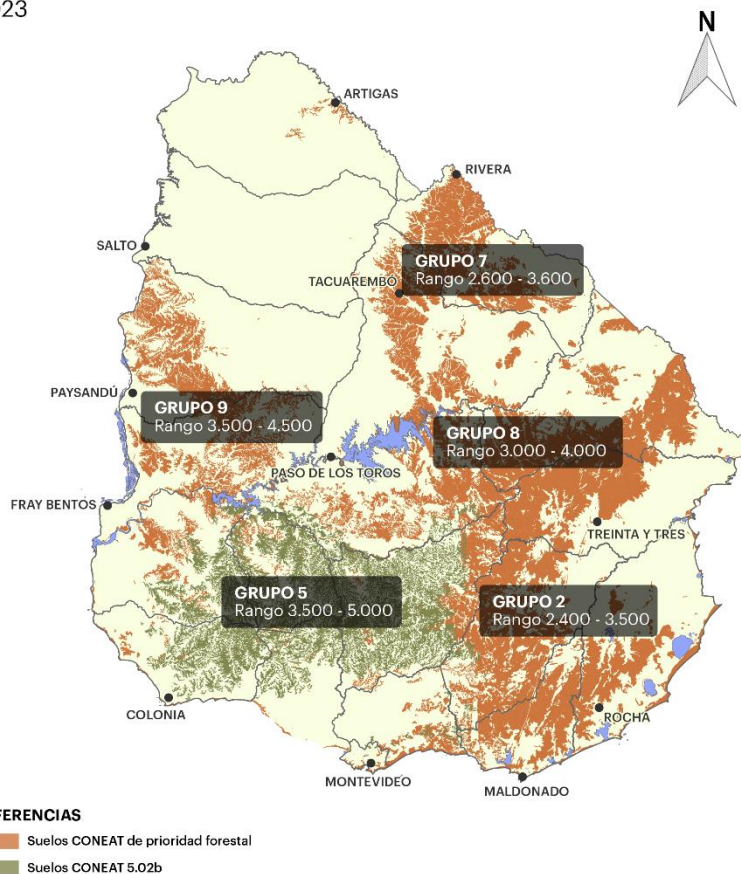 023
N
ARTIGAS
RIVERA
SALTO
GRUPO 7
Rango 2.600 - 3.600
TACUAREMBO
PAYSANDÚ
GRUPO 9
Rango 3.500 - 4.500
GRUPO 8
Rango 3.000 - 4.000
PASO DE LOS TOROS
FRAY BENTOS
TREINTA Y TRES
GRUPO 5
Rango 3.500 - 5.000
GRUPO 2
Rango 2.400 - 3.500
COLONIA
ROCHA
MONTEVIDEO
MALDONADO
FERENCIAS
Suelos CONEAT de prioridad forestal
Suelos CONEAT 5.02b